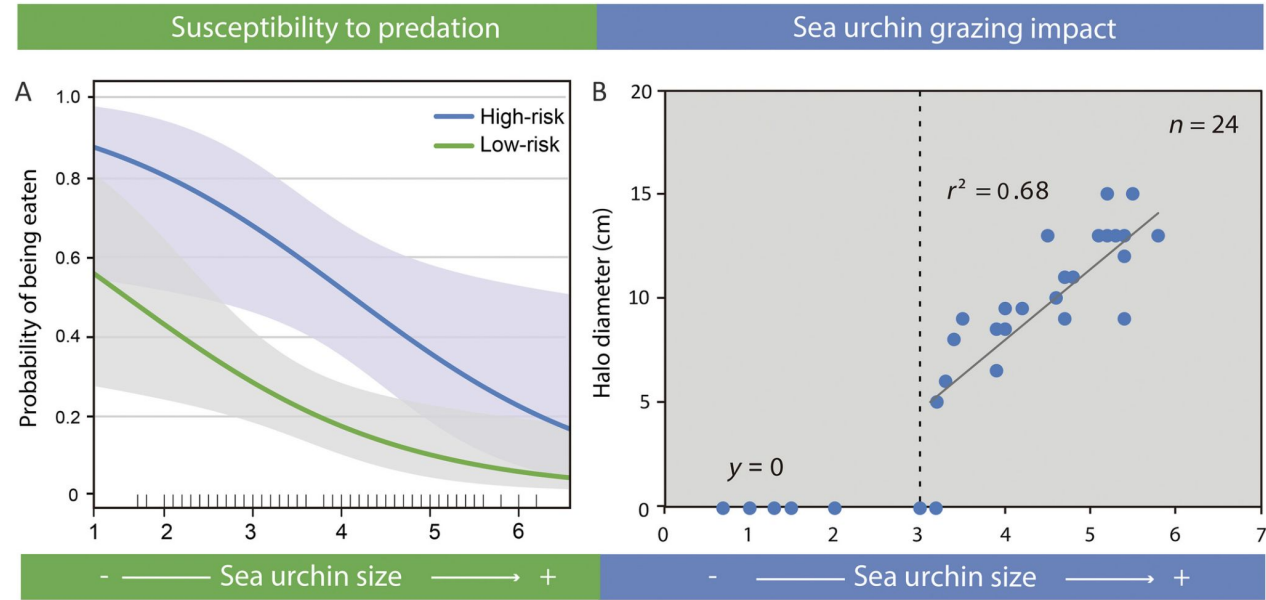 Susceptibility to predation
Sea urchin grazing impact
A
1.0
0.8
0.6
0.4
0.2
0
Probability of being eaten
High-risk
Low-risk
1 2 3 4 5 6
B
20
15
10
5
0
Halo diameter (cm)
n = 24
r² = 0.68
y = 0
0 1 2 3 4 5 6 7
- Sea urchin size +
- Sea urchin size +